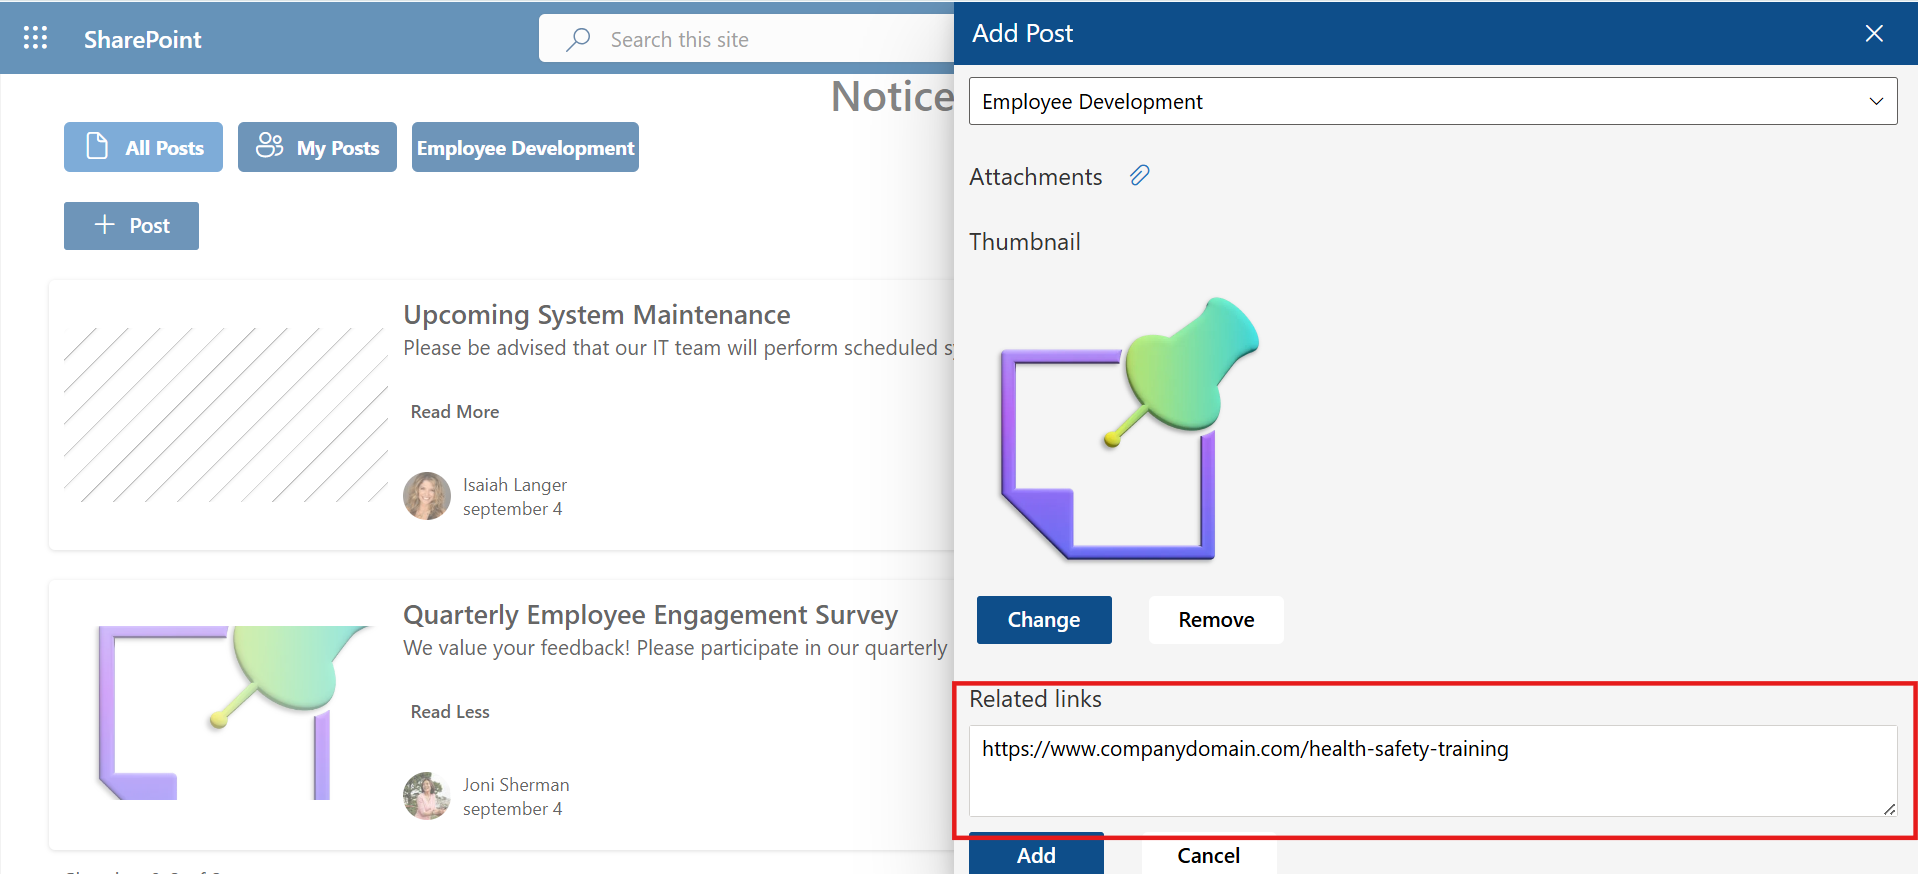 SharePoint
Search this site
Notice
All Posts
My Posts
Employee Development
Post
Upcoming System Maintenance
Please be advised that our IT team will perform scheduled
Read More
Isaiah Langer
september 4
Quarterly Employee Engagement Survey
We value your feedback! Please participate in our quarterly
Read Less
Joni Sherman
september 4
Add Post
Employee Development
Attachments
Thumbnail
Change
Remove
Related links
https://www.companydomain.com/health-safety-training
Add
Cancel